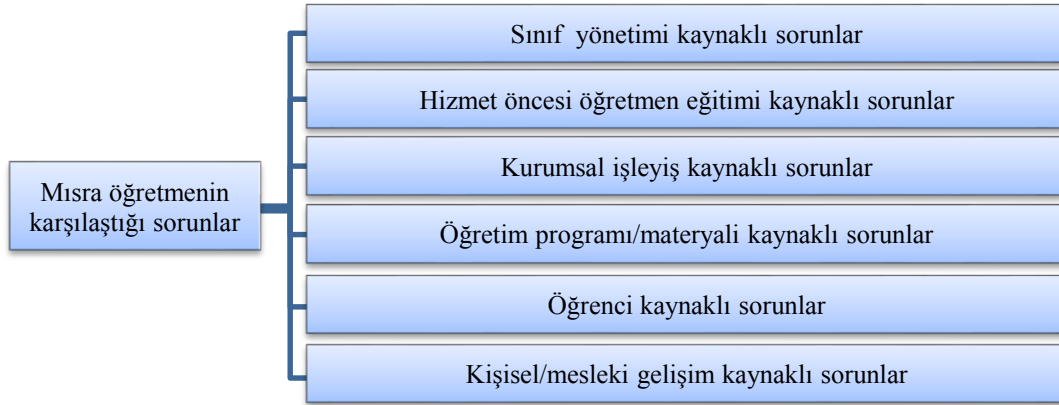 Mısra öğretmenin
karşılaştığı sorunlar
Sınıf yönetimi kaynaklı sorunlar
Hizmet öncesi öğretmen eğitimi kaynaklı sorunlar
Kurumsal işleyiş kaynaklı sorunlar
Öğretim programı/materyali kaynaklı sorunlar
Öğrenci kaynaklı sorunlar
Kişisel/mesleki gelişim kaynaklı sorunlar